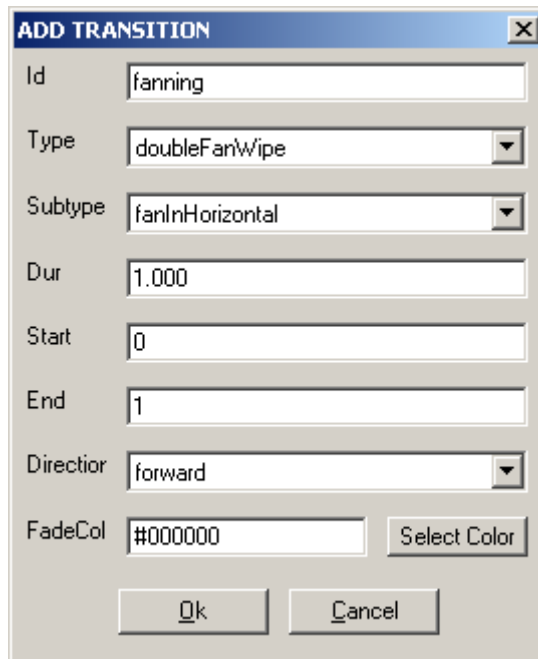 ADD TRANSITION
Id fanning
Type doubleFanWipe
Subtype fanInHorizontal
Dur 1.000
Start 0
End 1
Directior forward
FadeCol #000000 Select Color
Ok Cancel